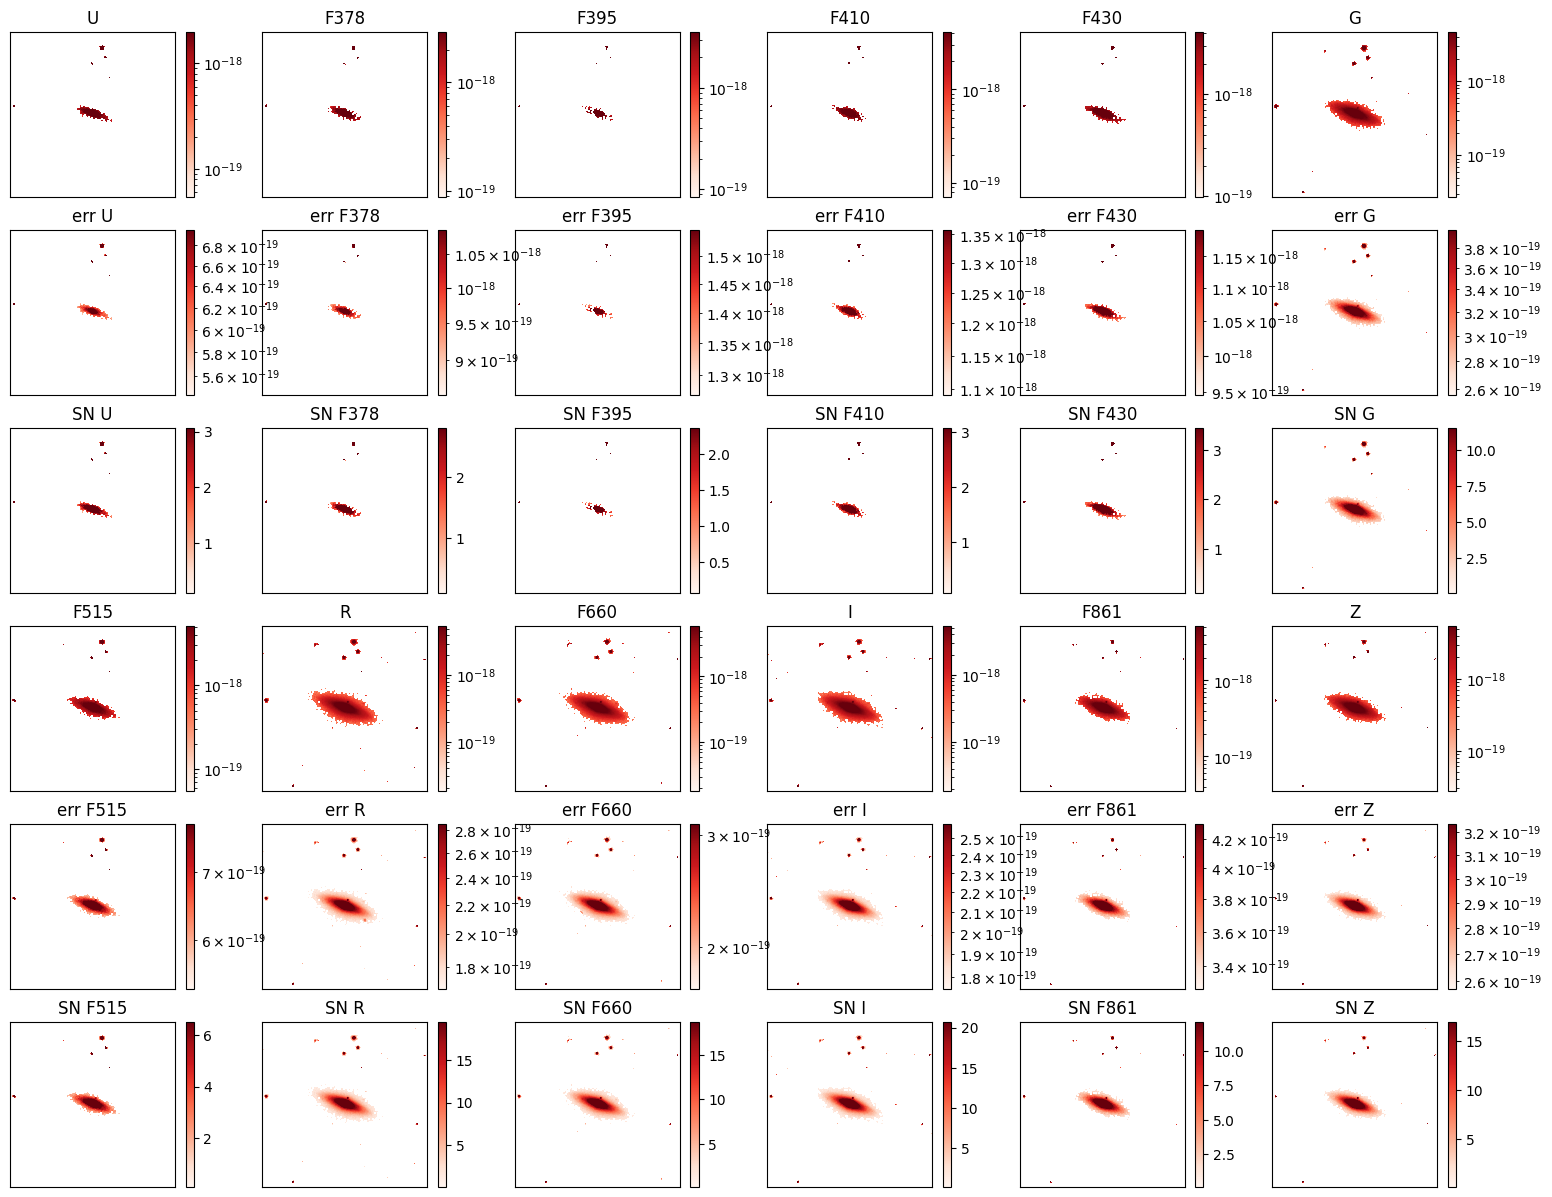 U F378 F395 F410 F430 G
10⁻¹⁸ 10⁻¹⁸ 10⁻¹⁸ 10⁻¹⁸ 10⁻¹⁸ 10⁻¹⁸
10⁻¹⁹ 10⁻¹⁹ 10⁻¹⁹ 10⁻¹⁹ 10⁻¹⁹ 10⁻¹⁹
err U err F378 err F395 err F410 err F430 err G
6.8 × 10⁻¹⁹ 1.05 × 10⁻¹⁸ 1.5 × 10⁻¹⁸ 1.35 × 10⁻¹⁸ 1.15 × 10⁻¹⁸ 3.8 × 10⁻¹⁹
6.6 × 10⁻¹⁹ 10⁻¹⁸ 1.45 × 10⁻¹⁸ 1.3 × 10⁻¹⁸ 1.1 × 10⁻¹⁸ 3.6 × 10⁻¹⁹
6.4 × 10⁻¹⁹ 9.5 × 10⁻¹⁹ 1.4 × 10⁻¹⁸ 1.25 × 10⁻¹⁸ 1.05 × 10⁻¹⁸ 3.4 × 10⁻¹⁹
6.2 × 10⁻¹⁹ 9 × 10⁻¹⁹ 1.35 × 10⁻¹⁸ 1.2 × 10⁻¹⁸ 10⁻¹⁸ 3.2 × 10⁻¹⁹
6 × 10⁻¹⁹ 1.3 × 10⁻¹⁸ 1.15 × 10⁻¹⁸ 9.5 × 10⁻¹⁹ 3 × 10⁻¹⁹
5.8 × 10⁻¹⁹ 1.1 × 10⁻¹⁸ 2.8 × 10⁻¹⁹
5.6 × 10⁻¹⁹ 2.6 × 10⁻¹⁹
SN U SN F378 SN F395 SN F410 SN F430 SN G
3 2 2.0 3 3 10.0
2 1 1.5 2 2 7.5
1 1.0 1 1 5.0
0.5 2.5
F515 R F660 I F861 Z
10⁻¹⁸ 10⁻¹⁸ 10⁻¹⁸ 10⁻¹⁸ 10⁻¹⁸ 10⁻¹⁸
10⁻¹⁹ 10⁻¹⁹ 10⁻¹⁹ 10⁻¹⁹ 10⁻¹⁹ 10⁻¹⁹
err F515 err R err F660 err I err F861 err Z
7 × 10⁻¹⁹ 2.8 × 10⁻¹⁹ 3 × 10⁻¹⁹ 2.5 × 10⁻¹⁹ 4.2 × 10⁻¹⁹ 3.2 × 10⁻¹⁹
6 × 10⁻¹⁹ 2.6 × 10⁻¹⁹ 2 × 10⁻¹⁹ 2.4 × 10⁻¹⁹ 4 × 10⁻¹⁹ 3.1 × 10⁻¹⁹
2.4 × 10⁻¹⁹ 2.3 × 10⁻¹⁹ 3.8 × 10⁻¹⁹ 3 × 10⁻¹⁹
2.2 × 10⁻¹⁹ 2.2 × 10⁻¹⁹ 3.6 × 10⁻¹⁹ 2.9 × 10⁻¹⁹
2 × 10⁻¹⁹ 2.1 × 10⁻¹⁹ 3.4 × 10⁻¹⁹ 2.8 × 10⁻¹⁹
1.8 × 10⁻¹⁹ 2 × 10⁻¹⁹ 2.7 × 10⁻¹⁹
1.9 × 10⁻¹⁹ 2.6 × 10⁻¹⁹
1.8 × 10⁻¹⁹
SN F515 SN R SN F660 SN I SN F861 SN Z
6 15 15 20 10.0 15
4 10 10 15 7.5 10
2 5 5 10 5.0 5
5 2.5